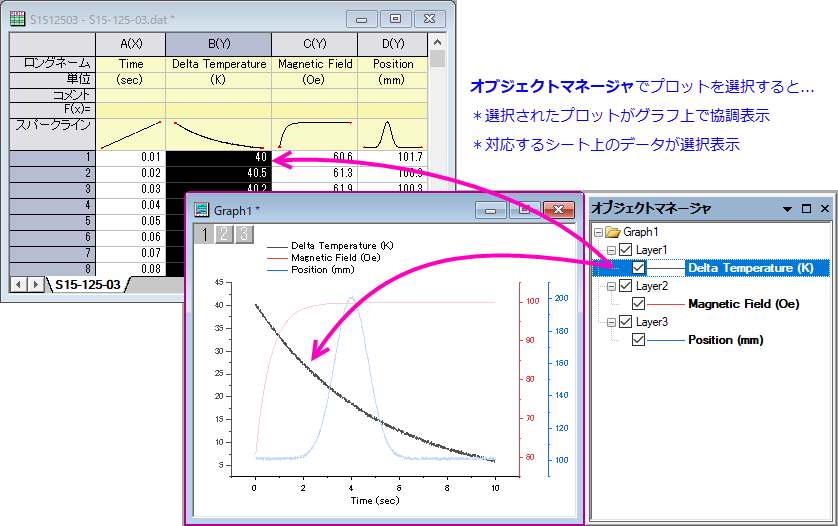 S1512503 - S15-125-03.dat *
A(X) B(Y) C(Y) D(Y)
ロングネーム Time Delta Temperature Magnetic Field Position
単位 (sec) (K) (Oe) (mm)
コメント
F(x)=
スパークライン
1 0.01 40 60.6 101.7
2 0.02 40.5 61.3 100.3
3 0.03 40.2 61.9 100.3
4 0.04
5 0.05
6 0.06
7 0.07
8 0.08
S15-125-03
オブジェクトマネージャでプロットを選択すると...
＊選択されたプロットがグラフ上で協調表示
＊対応するシート上のデータが選択表示
Graph1 *
1 2 3
Delta Temperature (K)
Magnetic Field (Oe)
Position (mm)
45
40
35
30
25
20
15
10
5
100
90
80
70
60
200
180
160
140
120
100
0 2 4 6 8 10
Time (sec)
オブジェクトマネージャ
Graph1
Layer1
Delta Temperature (K)
Layer2
Magnetic Field (Oe)
Layer3
Position (mm)